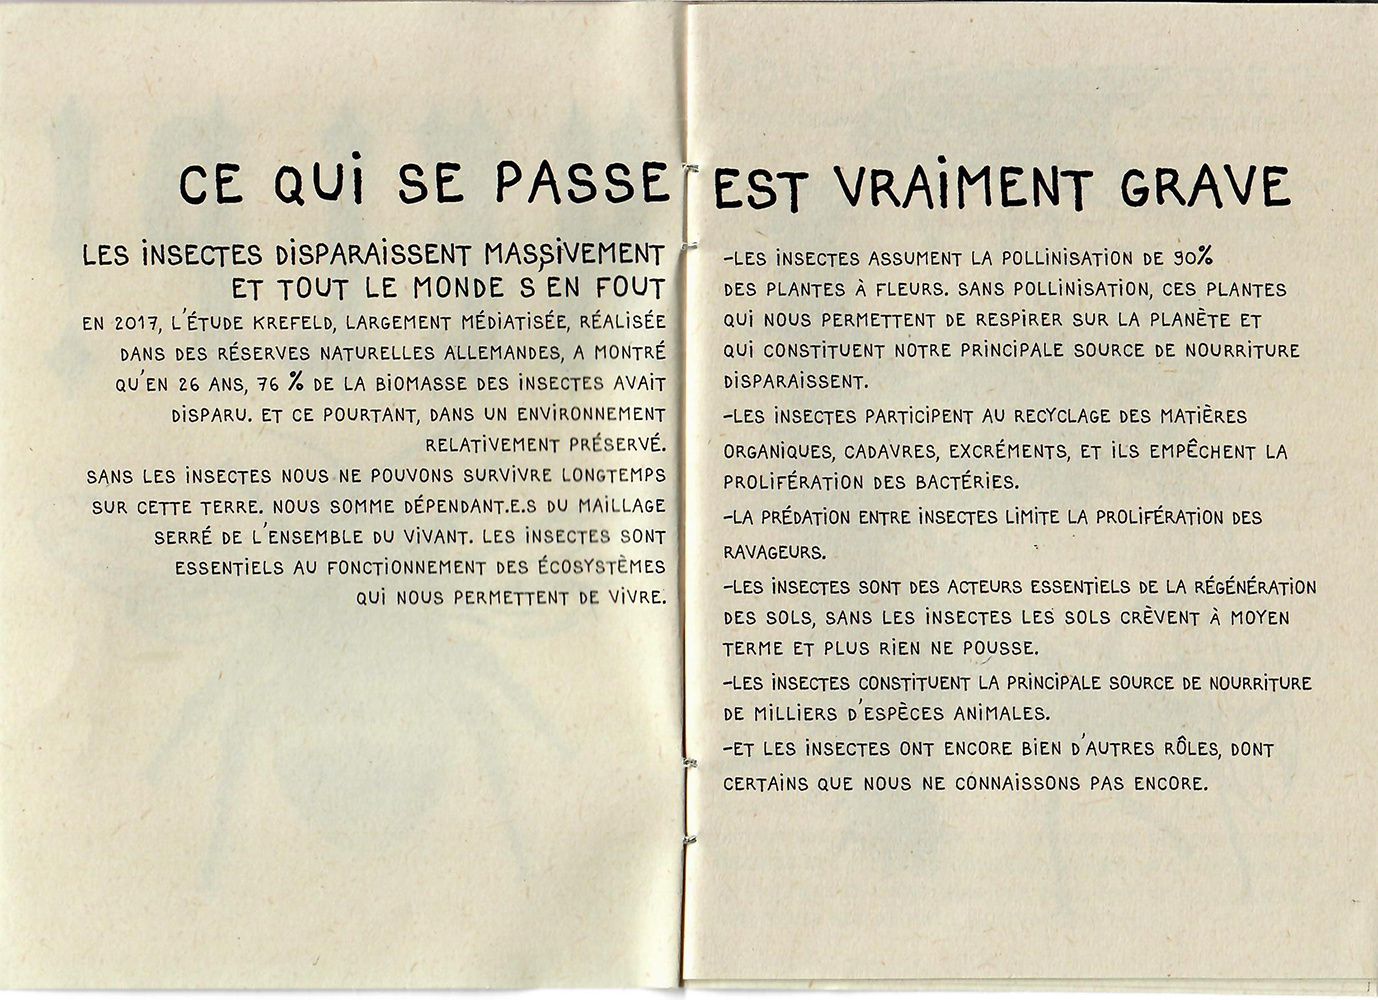 CE QUi SE PASSE EST VRAiMENT GRAVE
LES iNSECTES DiSPARAiSSENT MASSiVEMENT
ET TOUT LE MONDE S EN FOUT
EN 2017, L'ÉTUDE KREFELD, LARGEMENT MÉDiATiSÉE, RÉALiSÉE
DANS DES RÉSERVES NATURELLES ALLEMANDES, A MONTRÉ
QU'EN 26 ANS, 76 % DE LA BiOMASSE DES iNSECTES AVAiT
DiSPARU. ET CE POURTANT, DANS UN ENViRONNEMENT
RELATiVEMENT PRÉSERVÉ.
SANS LES iNSECTES NOUS NE POUVONS SURViVRE LONGTEMPS
SUR CETTE TERRE. NOUS SOMME DÉPENDANT.E.S DU MAiLLAGE
SERRÉ DE L'ENSEMBLE DU ViVANT. LES iNSECTES SONT
ESSENTiELS AU FONCTiONNEMENT DES ÉCOSYSTÈMES
QUi NOUS PERMETTENT DE ViVRE.
-LES iNSECTES ASSUMENT LA POLLiNiSATiON DE 90%
DES PLANTES À FLEURS. SANS POLLiNiSATiON, CES PLANTES
QUi NOUS PERMETTENT DE RESPiRER SUR LA PLANÈTE ET
QUi CONSTiTUENT NOTRE PRiNCiPALE SOURCE DE NOURRiTURE
DiSPARAiSSENT.
-LES iNSECTES PARTiCiPENT AU RECYCLAGE DES MATiÈRES
ORGANiQUES, CADAVRES, EXCRÉMENTS, ET iLS EMPÊCHENT LA
PROLiFÉRATiON DES BACTÉRiES.
-LA PRÉDATiON ENTRE iNSECTES LiMiTE LA PROLiFÉRATiON DES
RAVAGEURS.
-LES iNSECTES SONT DES ACTEURS ESSENTiELS DE LA RÉGÉNÉRATiON
DES SOLS, SANS LES iNSECTES LES SOLS CRÈVENT À MOYEN
TERME ET PLUS RiEN NE POUSSE.
-LES iNSECTES CONSTiTUENT LA PRiNCiPALE SOURCE DE NOURRiTURE
DE MiLLiERS D'ESPÈCES ANiMALES.
-ET LES iNSECTES ONT ENCORE BiEN D'AUTRES RÔLES, DONT
CERTAiNS QUE NOUS NE CONNAiSSONS PAS ENCORE.